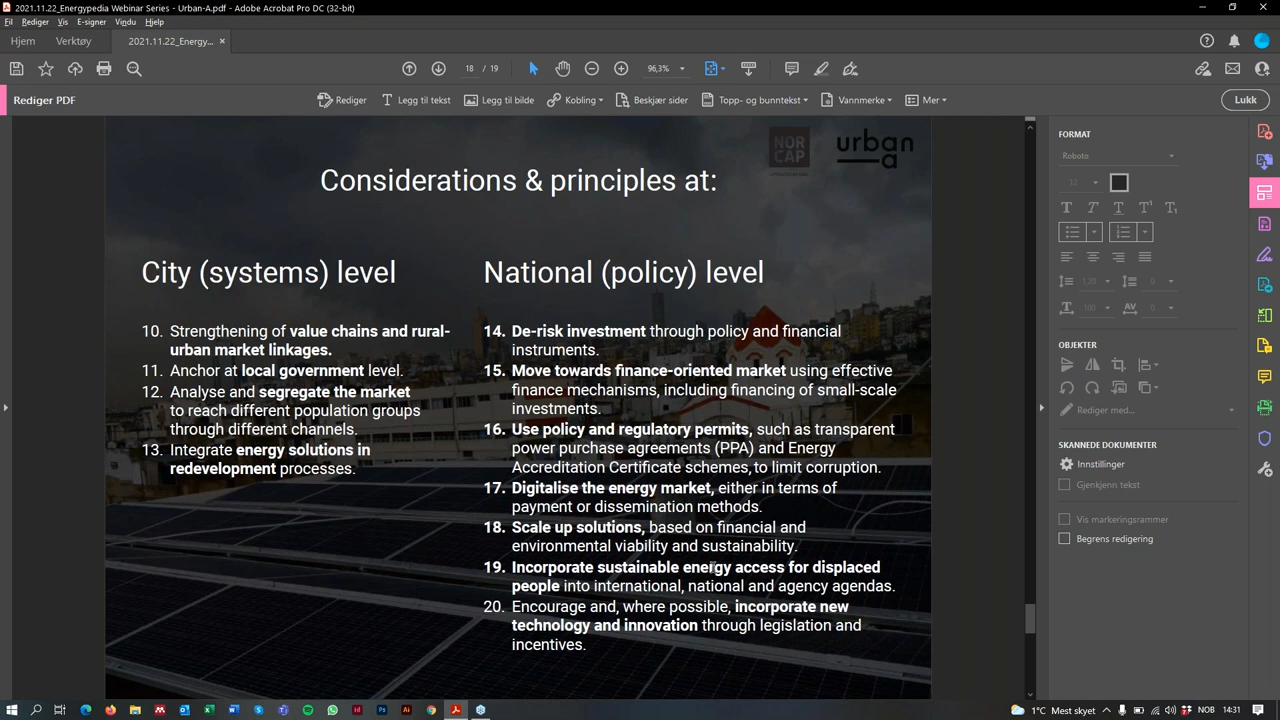 2021.11.22_Energypedia Webinar Series - Urban-A.pdf - Adobe Acrobat Pro DC (32-bit)
Fil Rediger Vis E-signer Vindu Hjelp
Hjem Verktøy 2021.11.22_Energy... ×
18 / 19 96,3%
Rediger PDF Rediger Legg til tekst Legg til bilde Kobling Beskjær sider Topp- og bunntekst Vannmerke Mer Lukk
NOR
CAP
urban
a
Considerations & principles at:
City (systems) level
10. Strengthening of value chains and rural-
urban market linkages.
11. Anchor at local government level.
12. Analyse and segregate the market
to reach different population groups
through different channels.
13. Integrate energy solutions in
redevelopment processes.
National (policy) level
14. De-risk investment through policy and financial
instruments.
15. Move towards finance-oriented market using effective
finance mechanisms, including financing of small-scale
investments.
16. Use policy and regulatory permits, such as transparent
power purchase agreements (PPA) and Energy
Accreditation Certificate schemes, to limit corruption.
17. Digitalise the energy market, either in terms of
payment or dissemination methods.
18. Scale up solutions, based on financial and
environmental viability and sustainability.
19. Incorporate sustainable energy access for displaced
people into international, national and agency agendas.
20. Encourage and, where possible, incorporate new
technology and innovation through legislation and
incentives.
FORMAT
Roboto
12
1,20 0
100 0
OBJEKTER
Rediger med...
SKANNEDE DOKUMENTER
Innstillinger
Gjenkjenn tekst
Vis markeringsrammer
Begrens redigering
1°C Mest skyet NOB 14:31